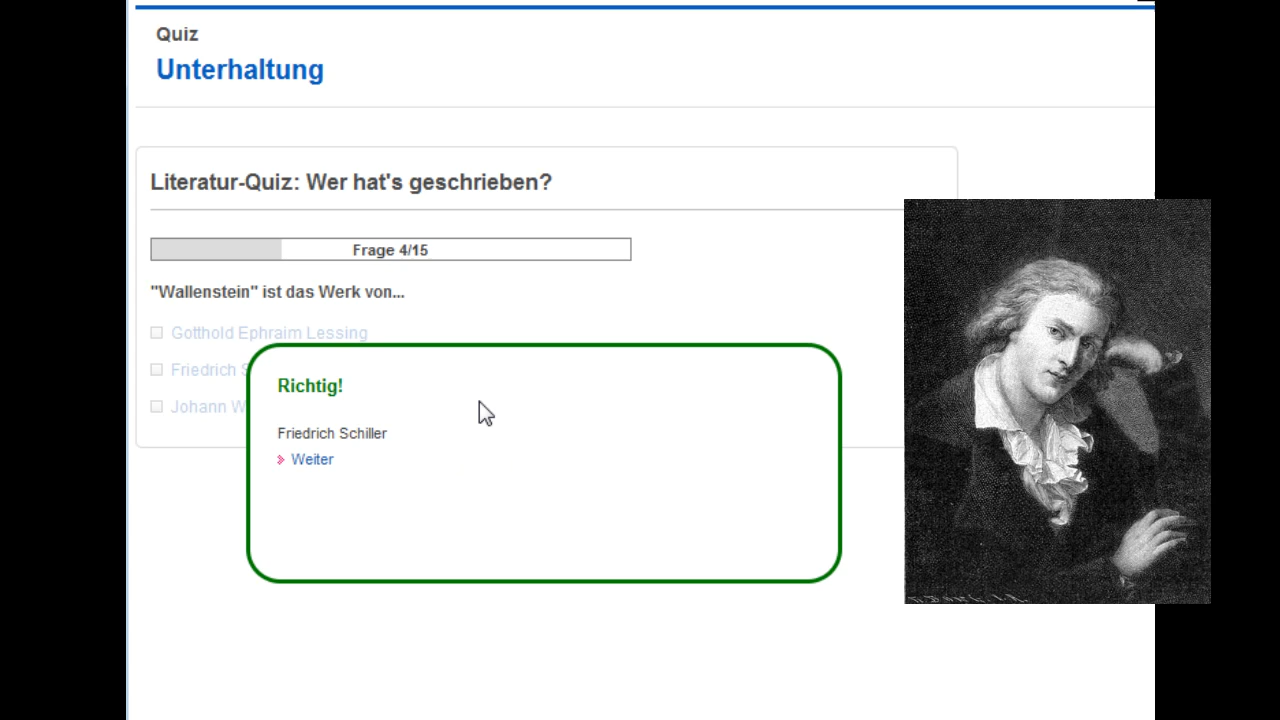 Quiz
Unterhaltung
Literatur-Quiz: Wer hat's geschrieben?
Frage 4/15
"Wallenstein" ist das Werk von...
Gotthold Ephraim Lessing
Friedrich S
Johann W
Richtig!
Friedrich Schiller
Weiter